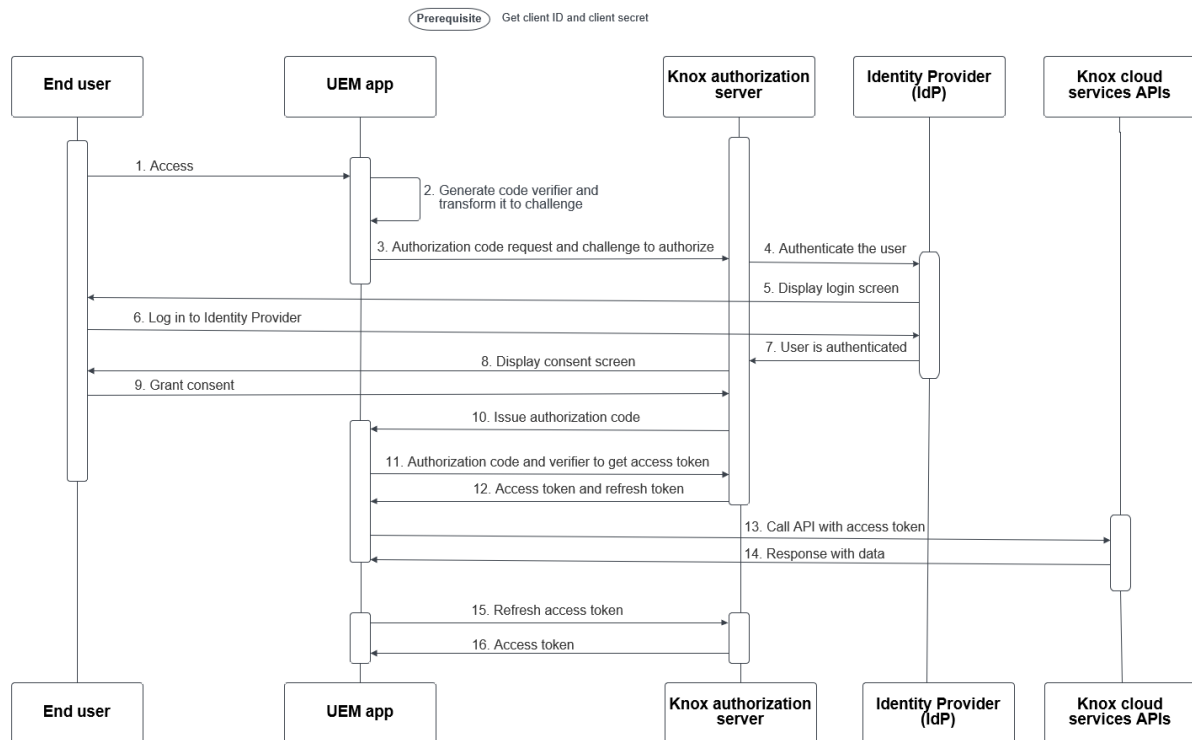 Prerequisite Get client ID and client secret
End user
UEM app
Knox authorization
server
Identity Provider
(IdP)
Knox cloud
services APIs
1. Access
2. Generate code verifier and
transform it to challenge
3. Authorization code request and challenge to authorize
4. Authenticate the user
5. Display login screen
6. Log in to Identity Provider
7. User is authenticated
8. Display consent screen
9. Grant consent
10. Issue authorization code
11. Authorization code and verifier to get access token
12. Access token and refresh token
13. Call API with access token
14. Response with data
15. Refresh access token
16. Access token
End user
UEM app
Knox authorization
server
Identity Provider
(IdP)
Knox cloud
services APIs